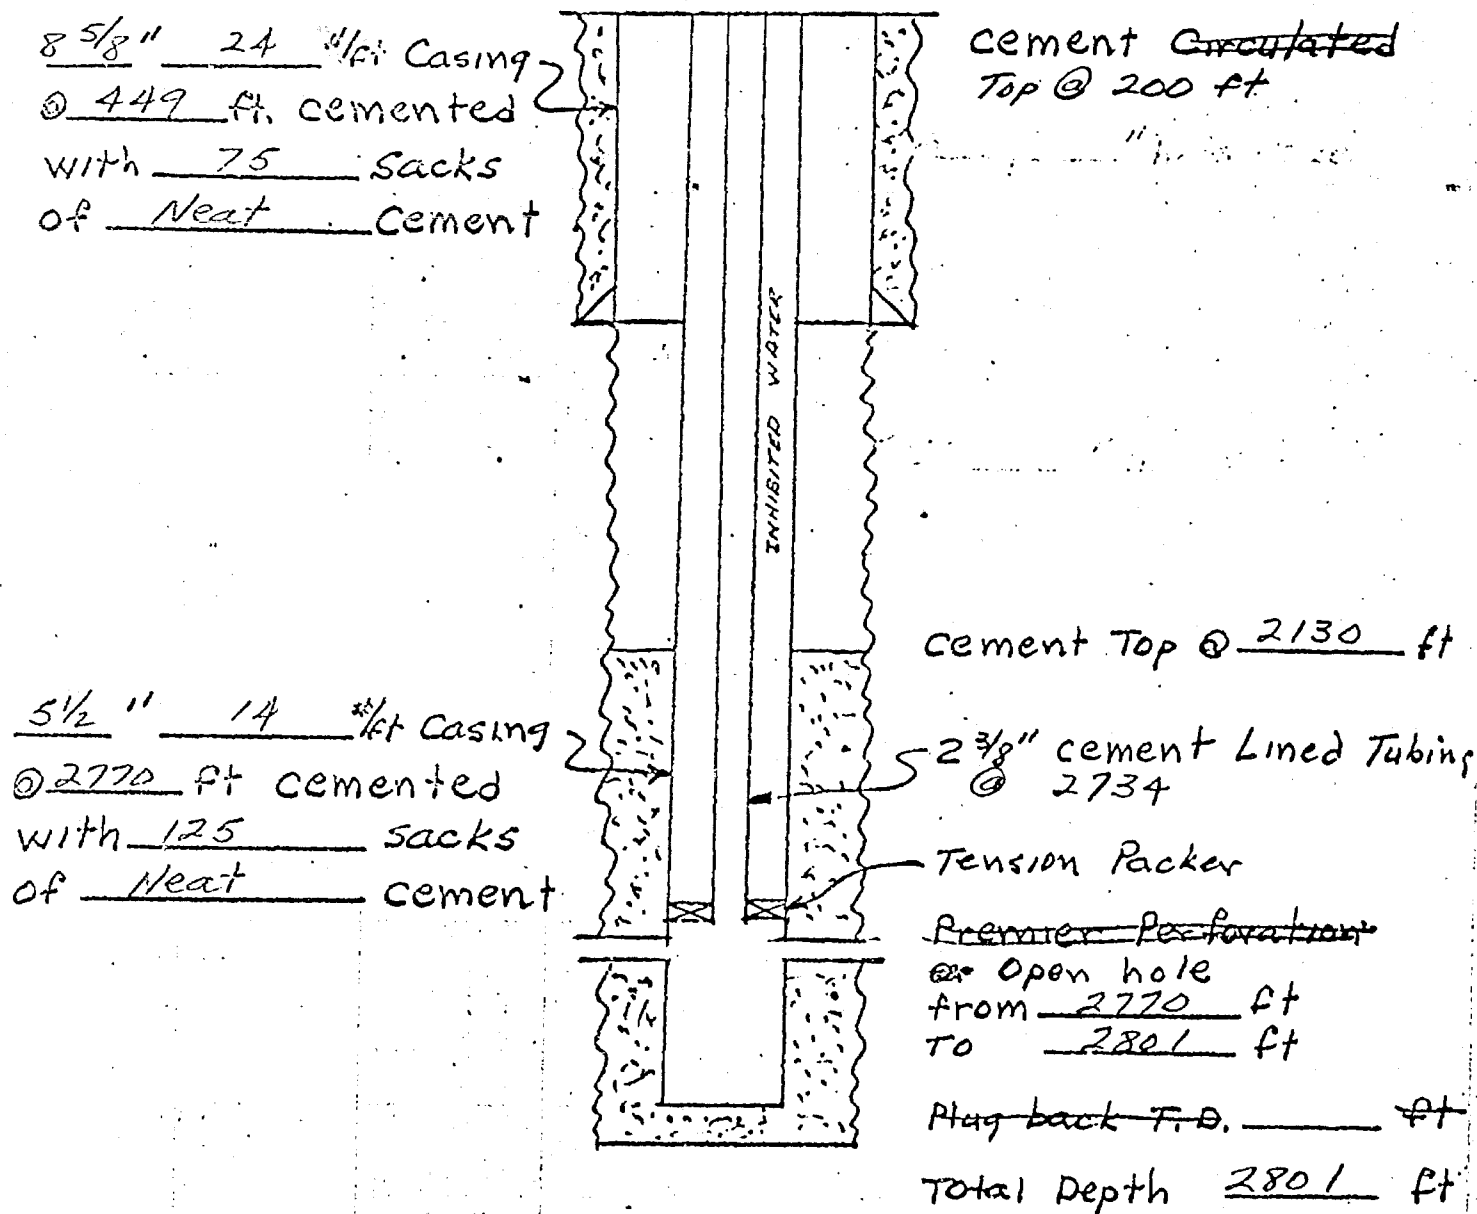 8 5/8" 24 #/ft Casing
@ 449 ft. cemented
with 75 sacks
of Neat Cement
cement Circulated
Top @ 200 ft
INHIBITED WATER
cement Top @ 2130 ft
5 1/2 " 14 #/ft Casing
@ 2770 ft cemented
with 125 sacks
of Neat cement
2 3/8" cement Lined Tubing
@ 2734
Tension Packer
Premier Perforation
or Open hole
from 2770 ft
To 2801 ft
Plug back T.D. ft
Total Depth 2801 ft